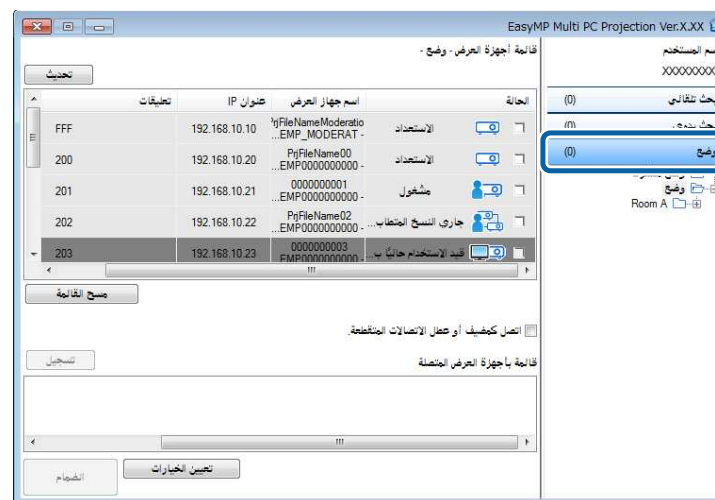 EasyMP Multi PC Projection Ver.X.XX
اسم المستخدم
XXXXXXXX
بحث تلقائي (0)
(0)
وضع (0)
وضع
Room A
قائمة أجهزة العرض - وضع -
تحديث
الحالة اسم جهاز العرض عنوان IP تعليقات
الاستعداد PrjFileNameModeratio EMP_MODERAT -... 192.168.10.10 FFF
الاستعداد PrjFileName00 EMP0000000000 -... 192.168.10.20 200
مشغول 0000000001 EMP0000000000 -... 192.168.10.21 201
جاري النسخ المتطاب... PrjFileName02 EMP0000000000 -... 192.168.10.22 202
قيد الاستخدام حاليًا ب... 0000000003 EMP0000000000 -... 192.168.10.23 203
مسح القائمة
اتصل كمضيف أو عطل الاتصالات المتقطعة.
قائمة بأجهزة العرض المتصلة
تسجيل
تعيين الخيارات
انضمام